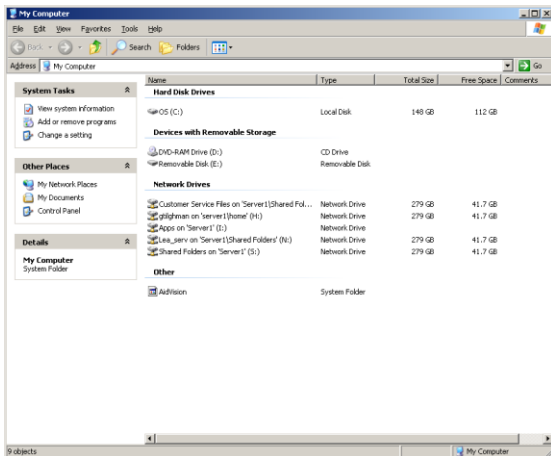 My Computer
File Edit View Favorites Tools Help
Back Search Folders
Address My Computer Go
Name Type Total Size Free Space Comments
System Tasks
View system information
Add or remove programs
Change a setting
Other Places
My Network Places
My Documents
Control Panel
Details
My Computer
System Folder
Hard Disk Drives
OS (C:) Local Disk 148 GB 112 GB
Devices with Removable Storage
DVD-RAM Drive (D:) CD Drive
Removable Disk (E:) Removable Disk
Network Drives
Customer Service Files on 'Server1\Shared Fol... Network Drive 279 GB 41.7 GB
on 'server1\home' (H:) Network Drive 279 GB 41.7 GB
Apps on 'Server1' (I:) Network Drive
Lea_serv on 'Server1\Shared Folders' (N:) Network Drive 279 GB 41.7 GB
Shared Folders on 'Server1' (S:) Network Drive 279 GB 41.7 GB
Other
AidVision System Folder
9 objects My Computer